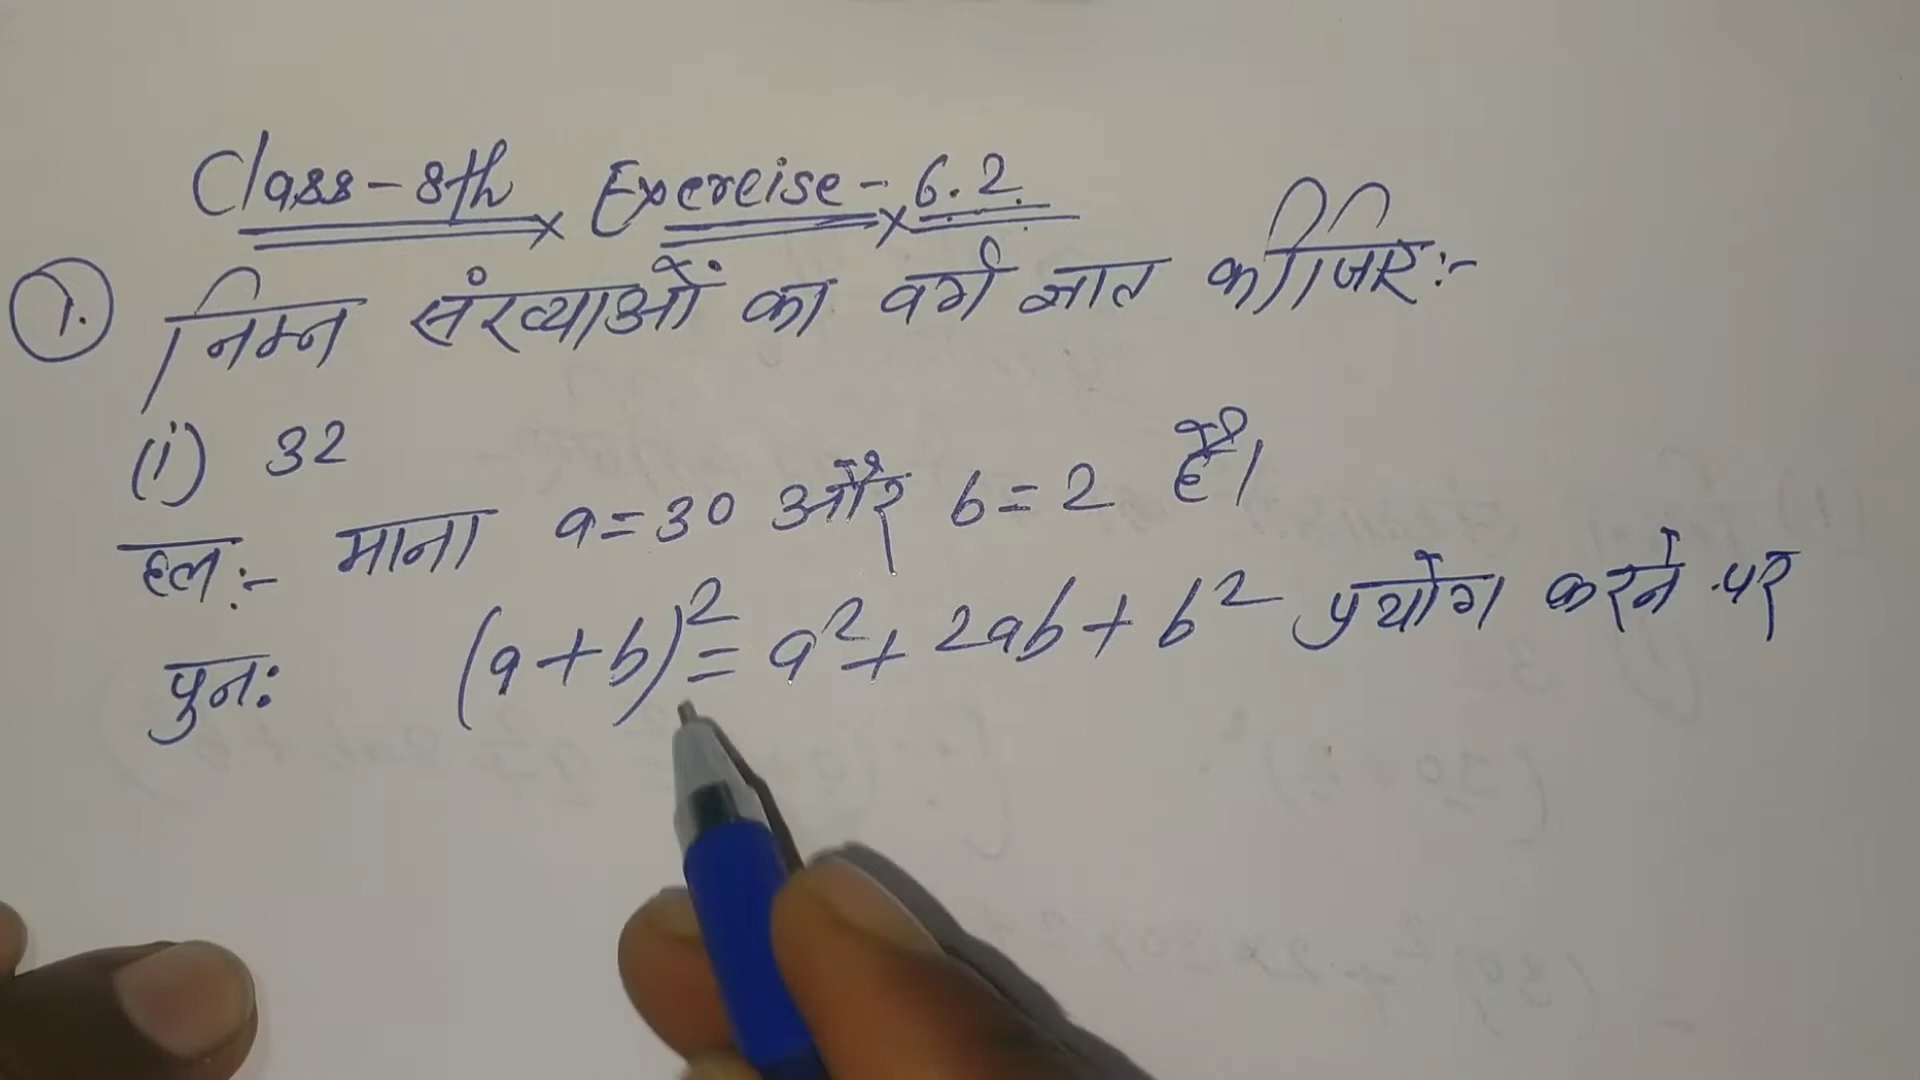 Class-8th Exercise-6.2
1. निम्न संख्याओं का वर्ग ज्ञात कीजिए:-
(i) 32
हल:- माना a=30 और b=2 है।
पुनः (a+b)²= a²+2ab+b² प्रयोग करने पर